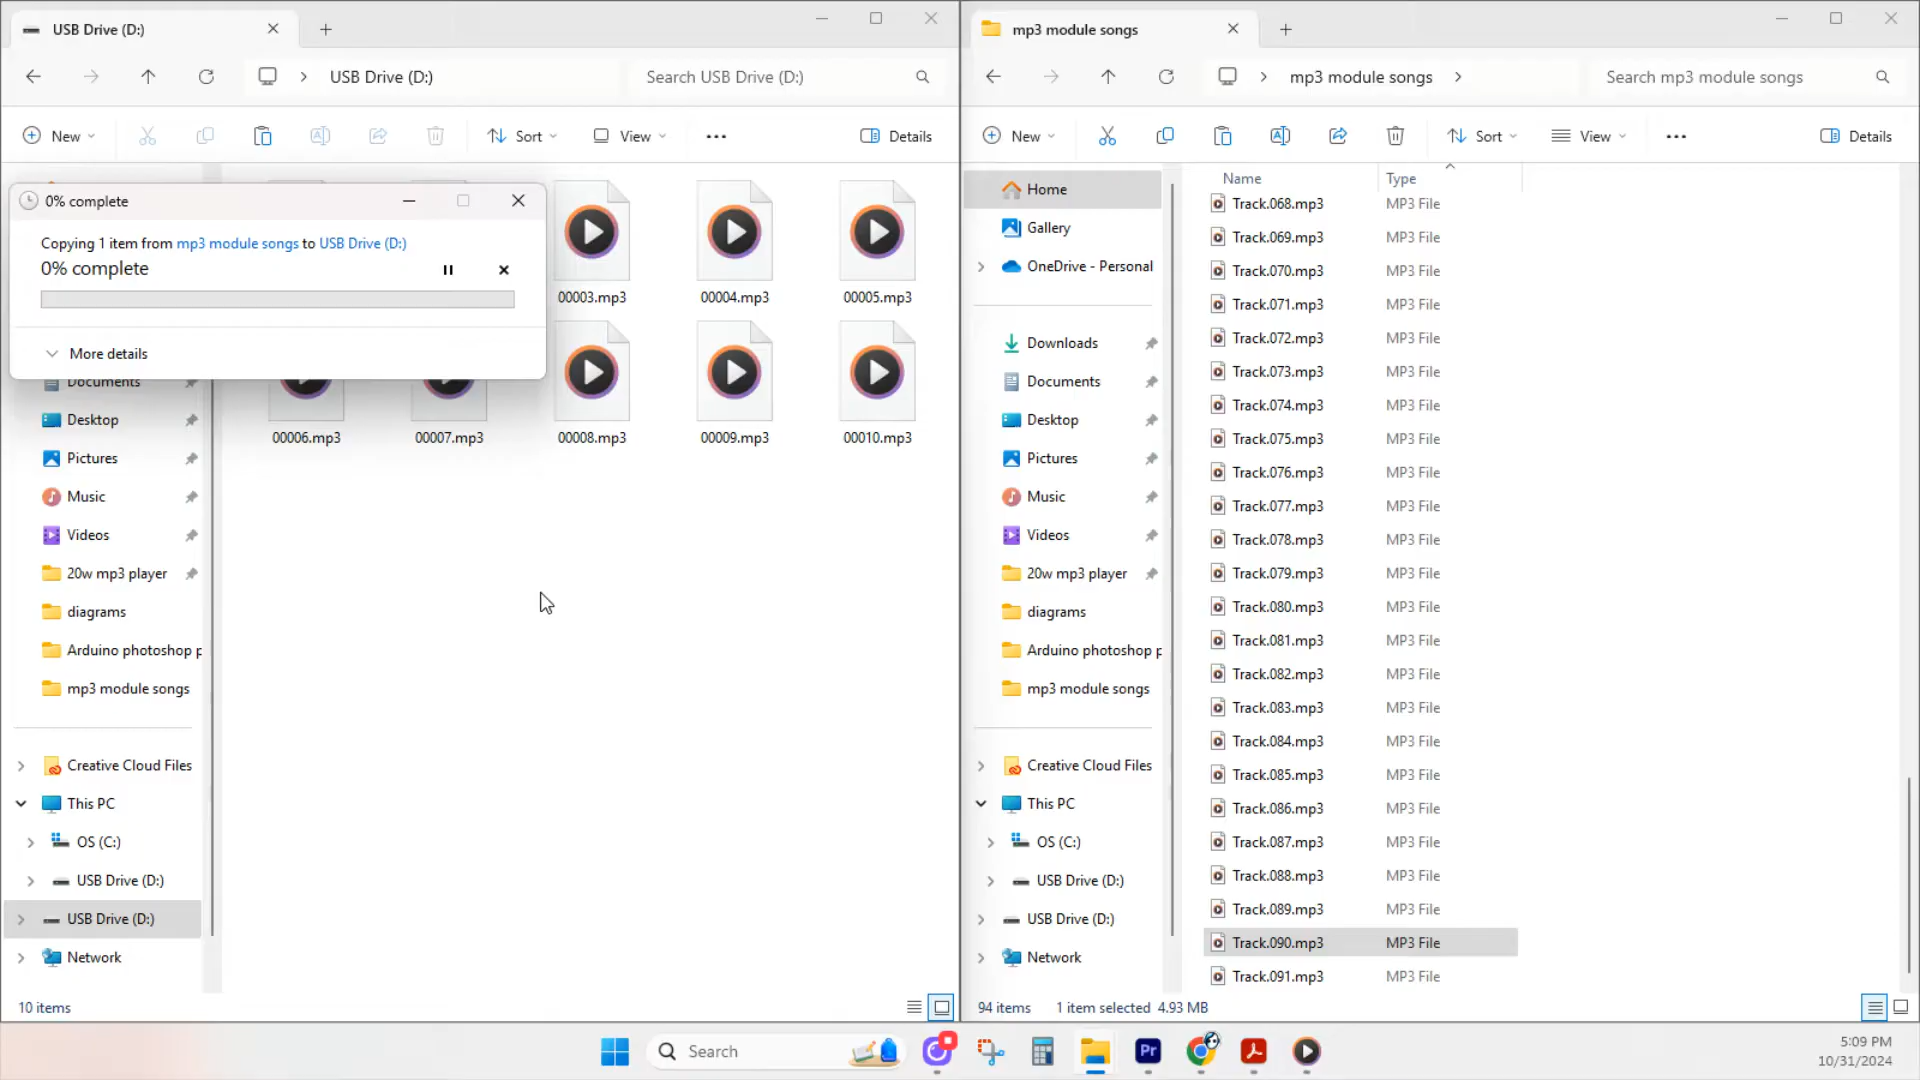 USB Drive (D:)
USB Drive (D:)
Search USB Drive (D:)
New
Sort
View
Details
0% complete
Copying 1 item from mp3 module songs to USB Drive (D:)
0% complete
More details
00003.mp3
00004.mp3
00005.mp3
00006.mp3
00007.mp3
00008.mp3
00009.mp3
00010.mp3
Documents
Desktop
Pictures
Music
Videos
20w mp3 player
diagrams
Arduino photoshop p
mp3 module songs
Creative Cloud Files
This PC
OS (C:)
USB Drive (D:)
USB Drive (D:)
Network
10 items
mp3 module songs
mp3 module songs
Search mp3 module songs
New
Sort
View
Details
Home
Gallery
OneDrive - Personal
Downloads
Documents
Desktop
Pictures
Music
Videos
20w mp3 player
diagrams
Arduino photoshop p
mp3 module songs
Creative Cloud Files
This PC
OS (C:)
USB Drive (D:)
USB Drive (D:)
Network
Name Type
Track.068.mp3 MP3 File
Track.069.mp3 MP3 File
Track.070.mp3 MP3 File
Track.071.mp3 MP3 File
Track.072.mp3 MP3 File
Track.073.mp3 MP3 File
Track.074.mp3 MP3 File
Track.075.mp3 MP3 File
Track.076.mp3 MP3 File
Track.077.mp3 MP3 File
Track.078.mp3 MP3 File
Track.079.mp3 MP3 File
Track.080.mp3 MP3 File
Track.081.mp3 MP3 File
Track.082.mp3 MP3 File
Track.083.mp3 MP3 File
Track.084.mp3 MP3 File
Track.085.mp3 MP3 File
Track.086.mp3 MP3 File
Track.087.mp3 MP3 File
Track.088.mp3 MP3 File
Track.089.mp3 MP3 File
Track.090.mp3 MP3 File
Track.091.mp3 MP3 File
94 items 1 item selected 4.93 MB
Search
Pr
5:09 PM
10/31/2024